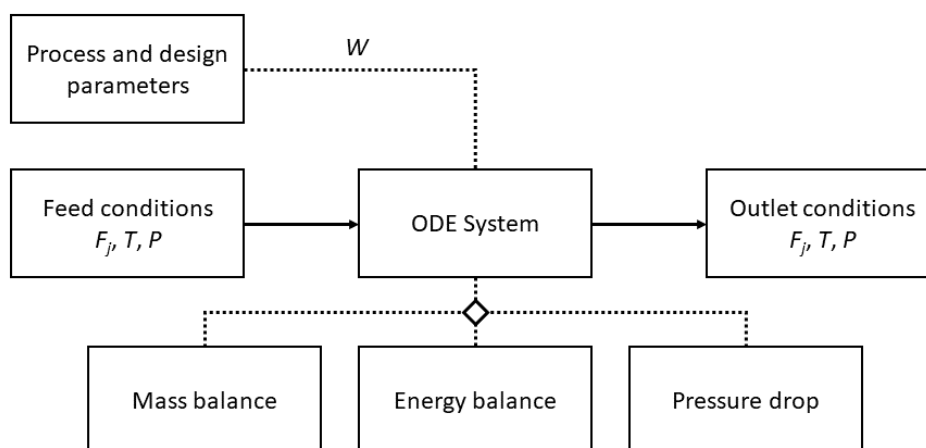 Process and design
parameters
W
Feed conditions
Fj, T, P
ODE System
Outlet conditions
Fj, T, P
Mass balance
Energy balance
Pressure drop